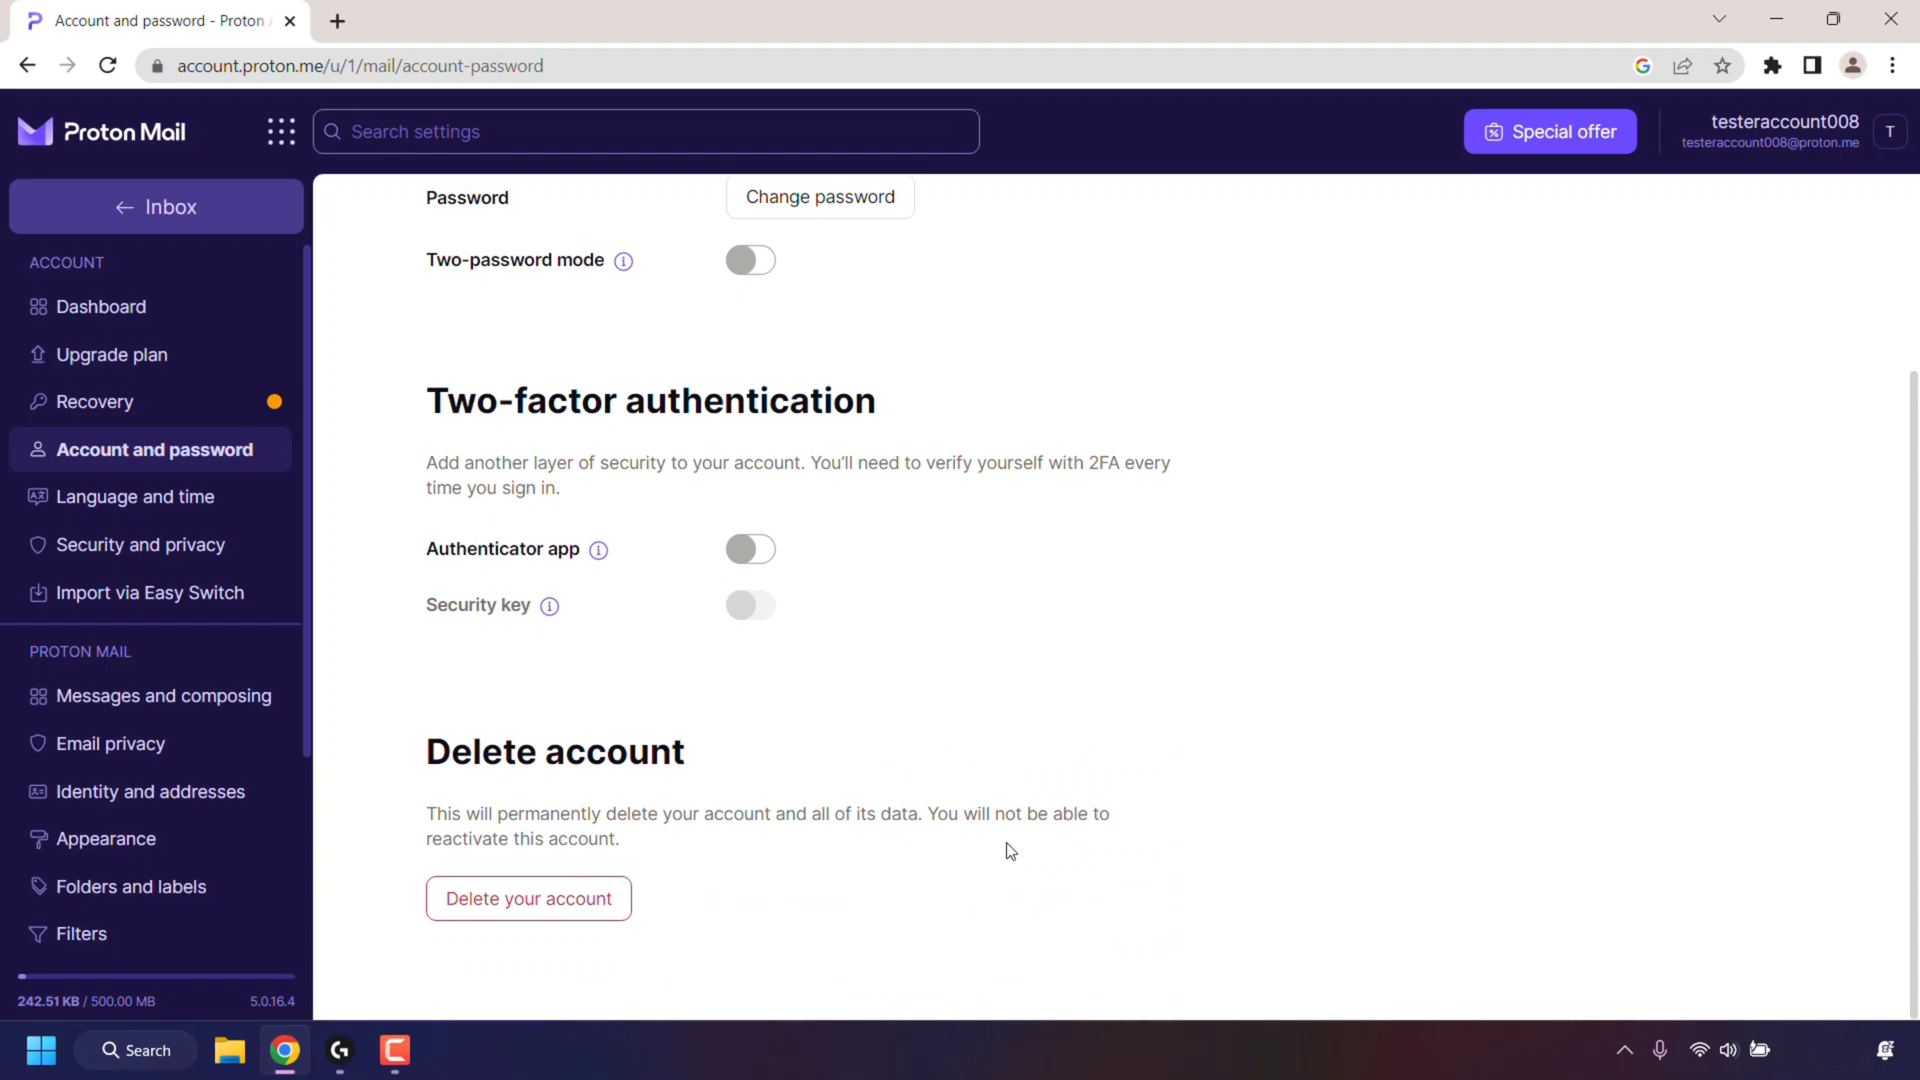 Account and password - Proton
account.proton.me/u/1/mail/account-password
Proton Mail
Search settings
Special offer
testeraccount008
testeraccount008@proton.me
T
Inbox
ACCOUNT
Dashboard
Upgrade plan
Recovery
Account and password
Language and time
Security and privacy
Import via Easy Switch
PROTON MAIL
Messages and composing
Email privacy
Identity and addresses
Appearance
Folders and labels
Filters
242.51 KB / 500.00 MB
5.0.16.4
Password
Change password
Two-password mode
Two-factor authentication
Add another layer of security to your account. You'll need to verify yourself with 2FA every
time you sign in.
Authenticator app
Security key
Delete account
This will permanently delete your account and all of its data. You will not be able to
reactivate this account.
Delete your account
Search